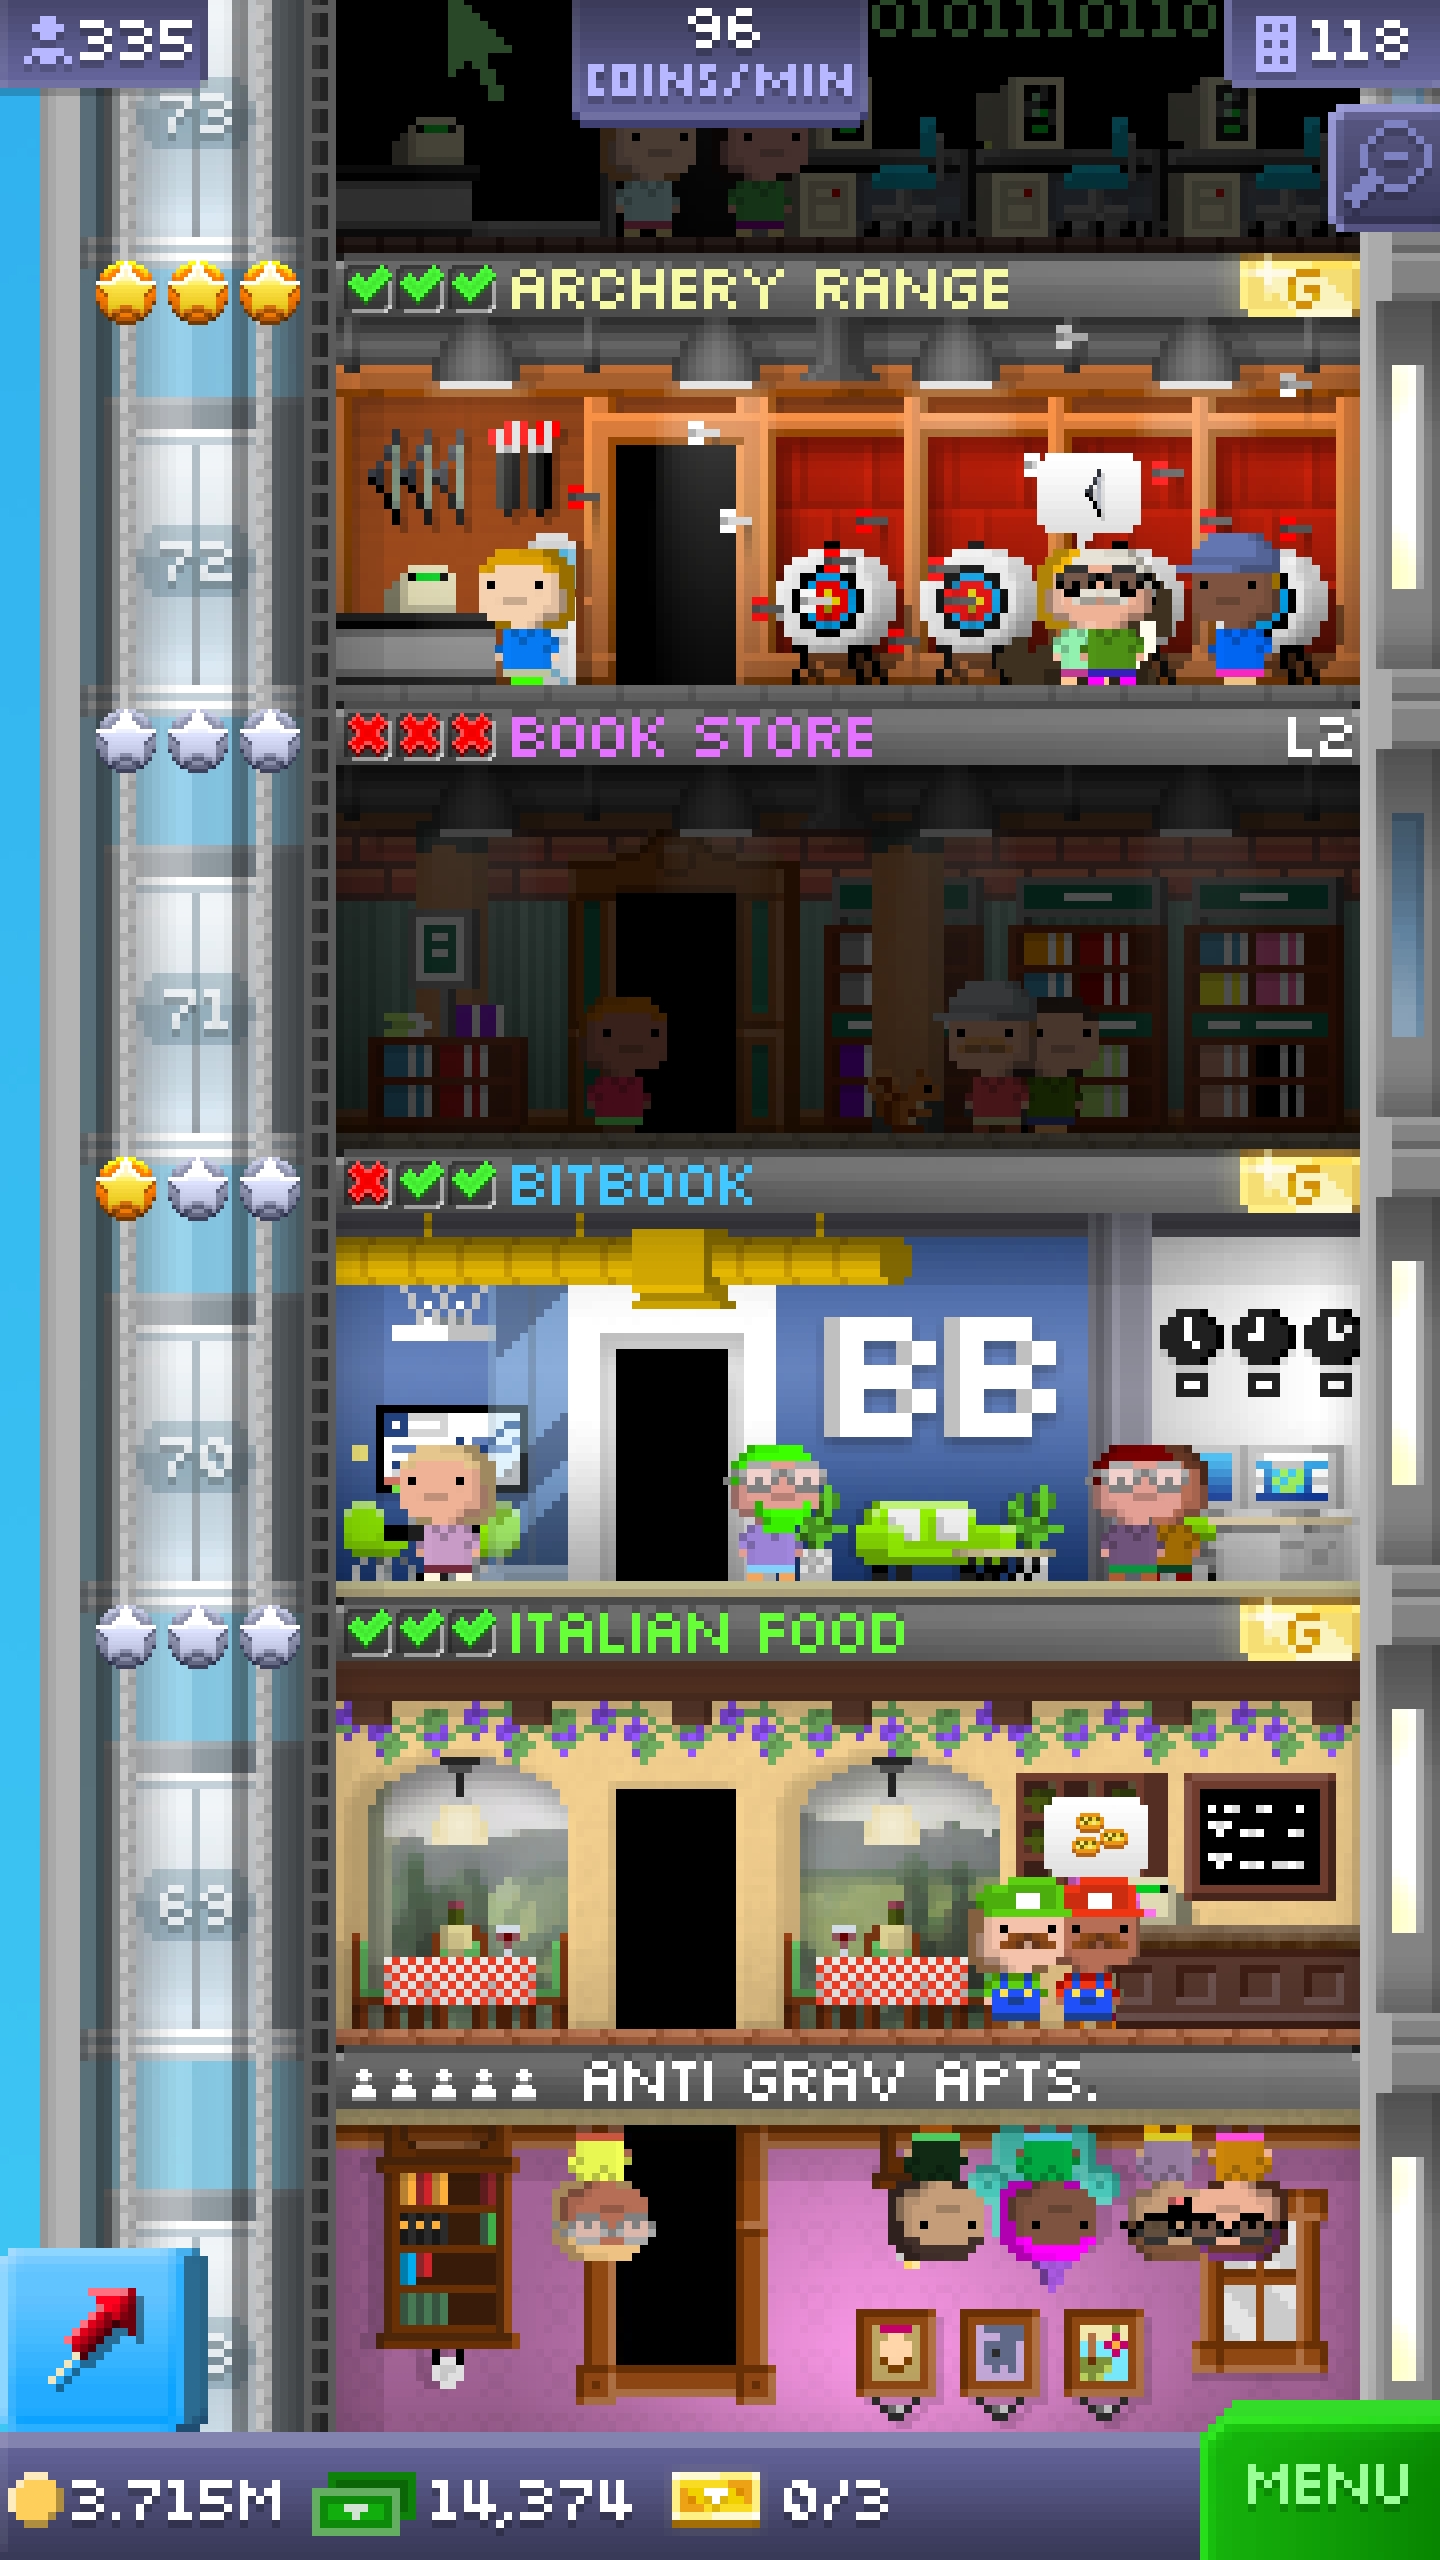 335
96
COINS/MIN
0101110110
118
73
ARCHERY RANGE
G
72
BOOK STORE
L2
71
BITBOOK
G
BB
70
ITALIAN FOOD
G
69
ANTI GRAV APTS.
3.715M
14,374
0/3
MENU